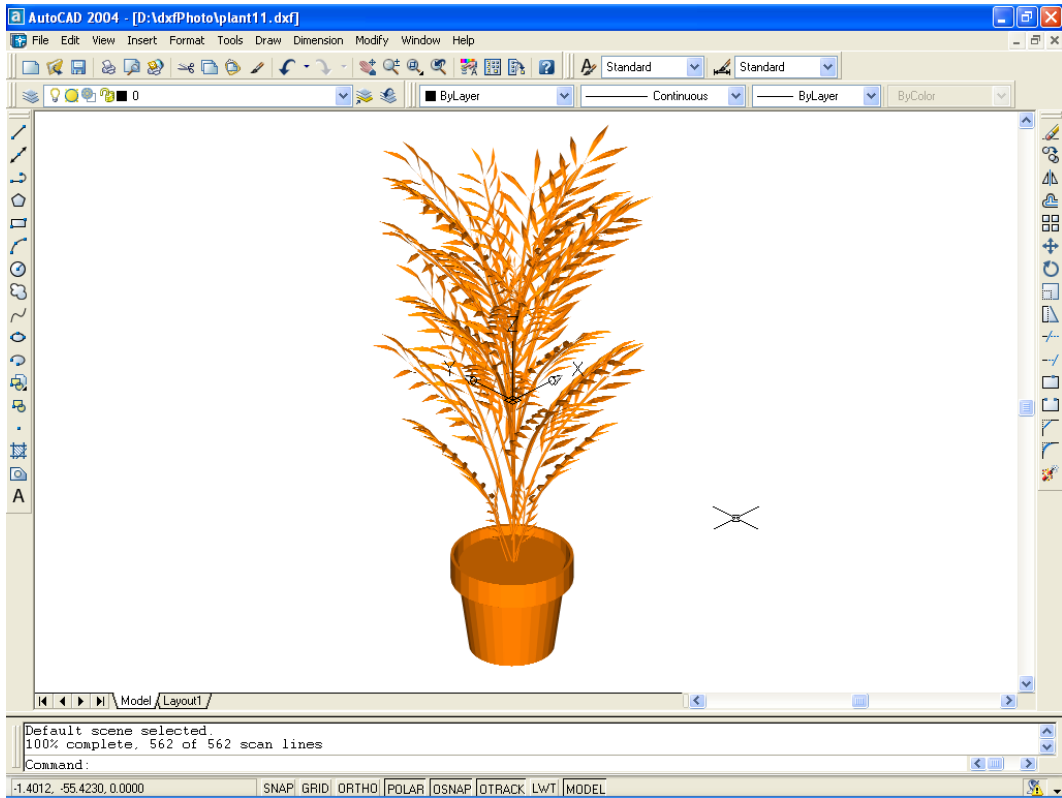 AutoCAD 2004 - [D:\dxfPhoto\plant11.dxf]
File Edit View Insert Format Tools Draw Dimension Modify Window Help
Standard Standard
0 ByLayer Continuous ByLayer ByColor
A
Z
Y X
Model Layout1
Default scene selected.
100% complete, 562 of 562 scan lines
Command:
-1.4012, -55.4230, 0.0000 SNAP GRID ORTHO POLAR OSNAP OTRACK LWT MODEL